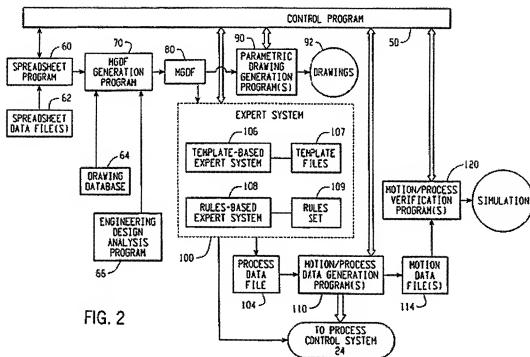 CONTROL PROGRAM
50
60
70
80
90
92
SPREADSHEET
PROGRAM
MGDF
GENERATION
PROGRAM
MGDF
PARAMETRIC
DRAWING
GENERATION
PROGRAM(S)
DRAWINGS
62
SPREADSHEET
DATA FILE(S)
64
DRAWING
DATABASE
ENGINEERING
DESIGN
ANALYSIS
PROGRAM
66
EXPERT SYSTEM
106
107
TEMPLATE-BASED
EXPERT SYSTEM
TEMPLATE
FILES
108
109
RULES-BASED
EXPERT SYSTEM
RULES
SET
100
120
MOTION/PROCESS
VERIFICATION
PROGRAM(S)
SIMULATION
PROCESS
DATA
FILE
104
MOTION/PROCESS
DATA GENERATION
PROGRAM(S)
110
MOTION
DATA
FILE(S)
114
TO PROCESS
CONTROL SYSTEM
24
FIG. 2